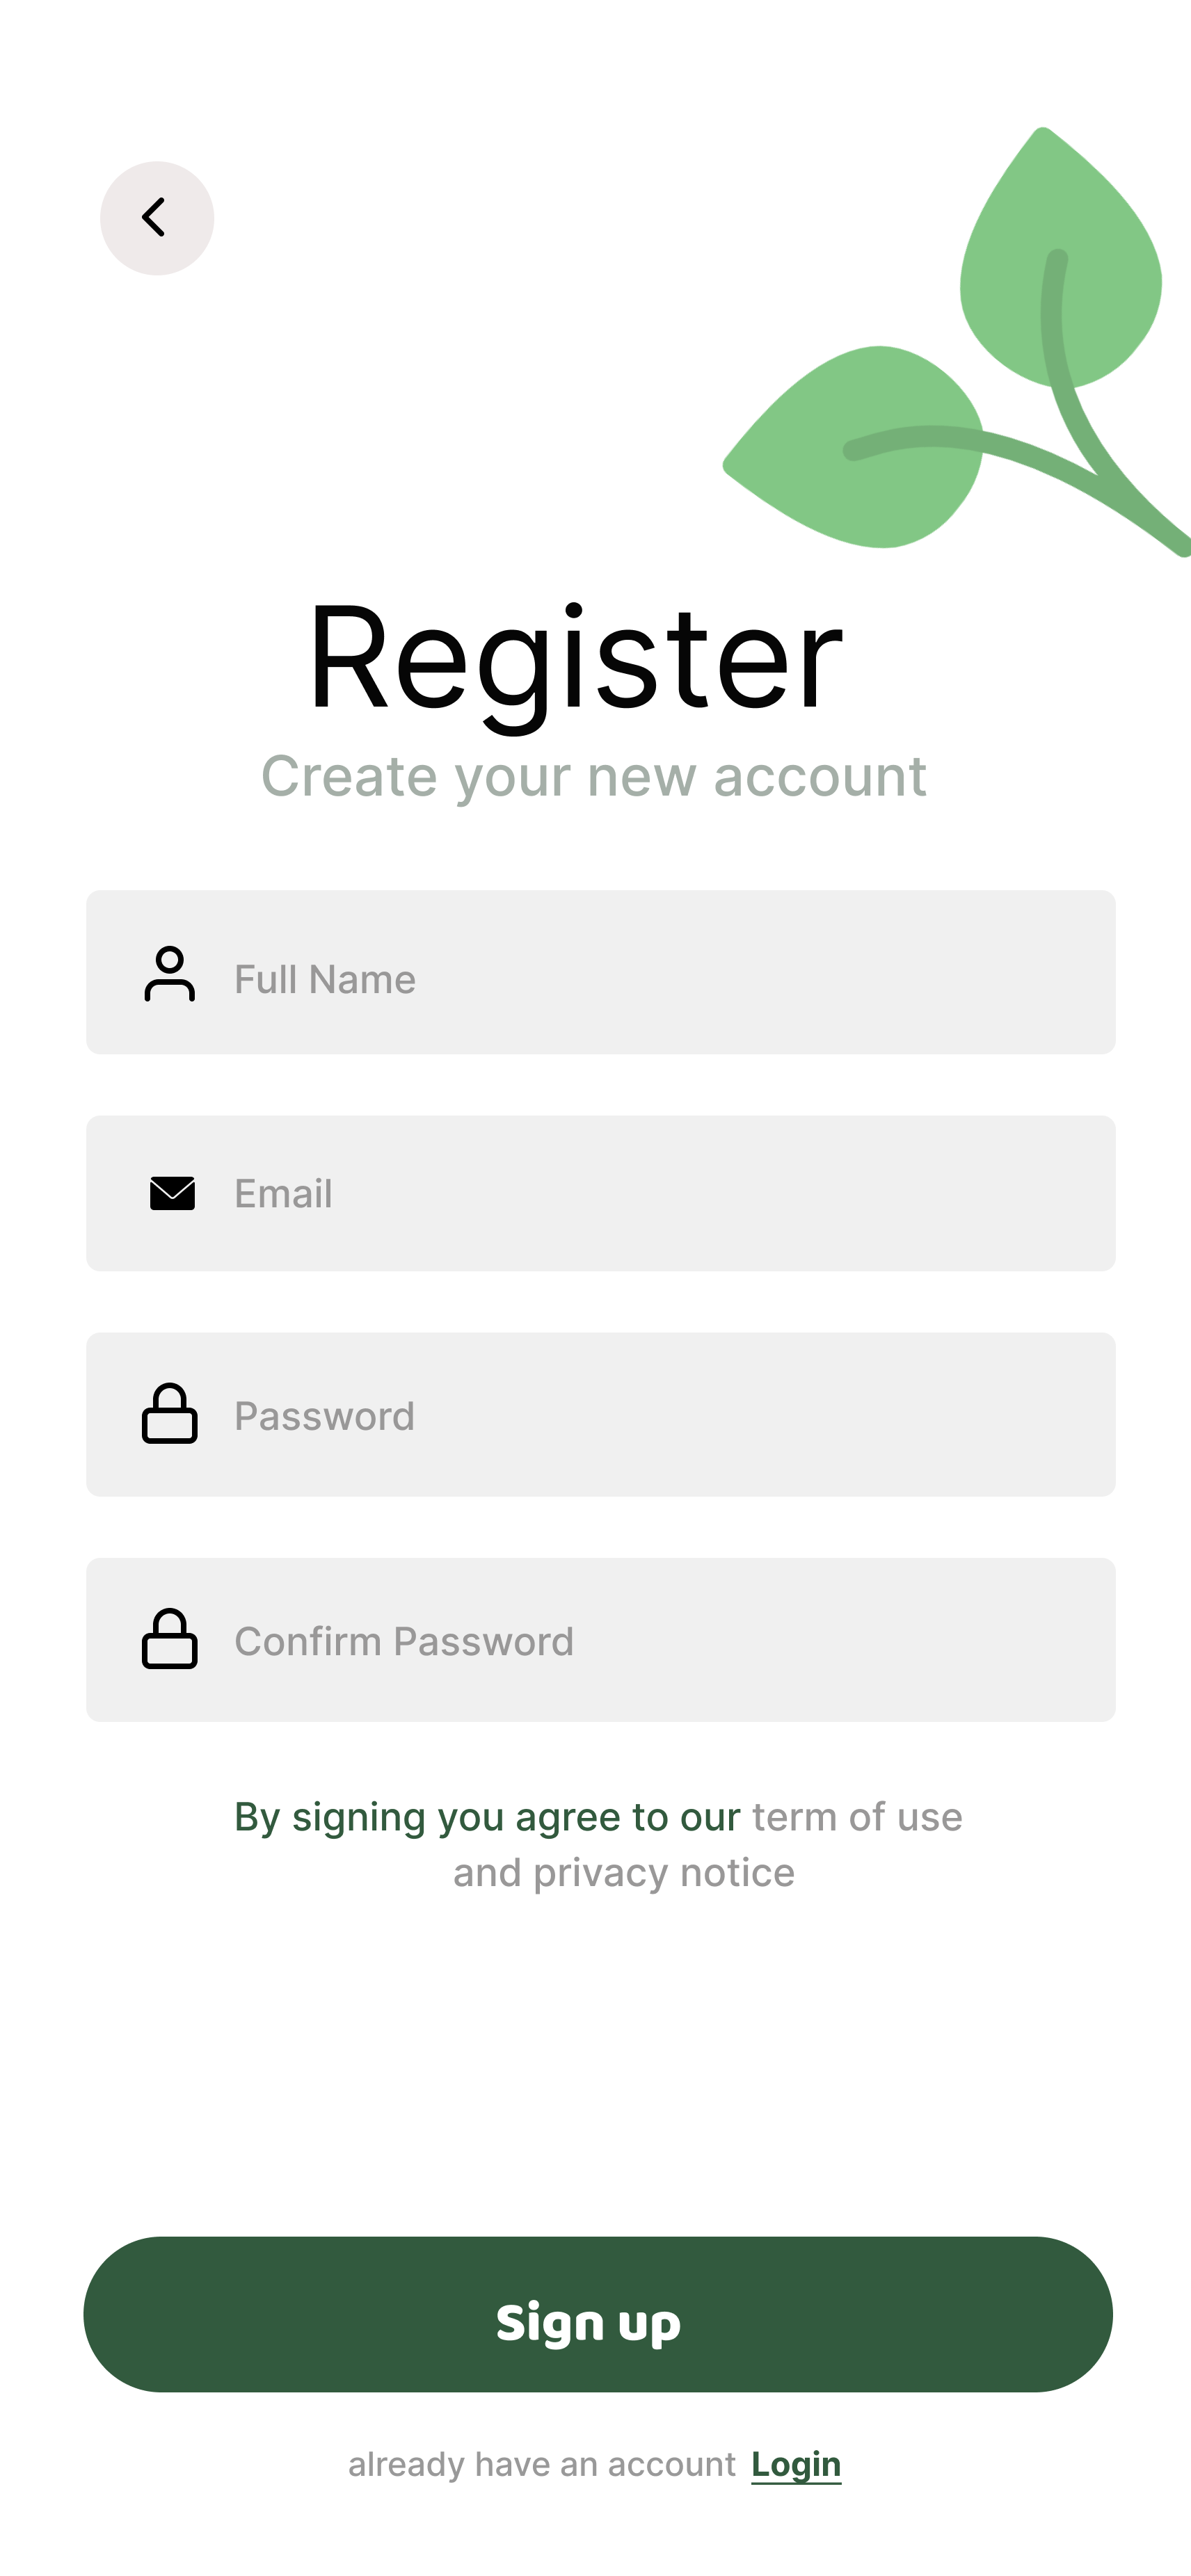 Register
Create your new account
Full Name
Email
Password
Confirm Password
By signing you agree to our term of use
and privacy notice
Sign up
already have an account Login